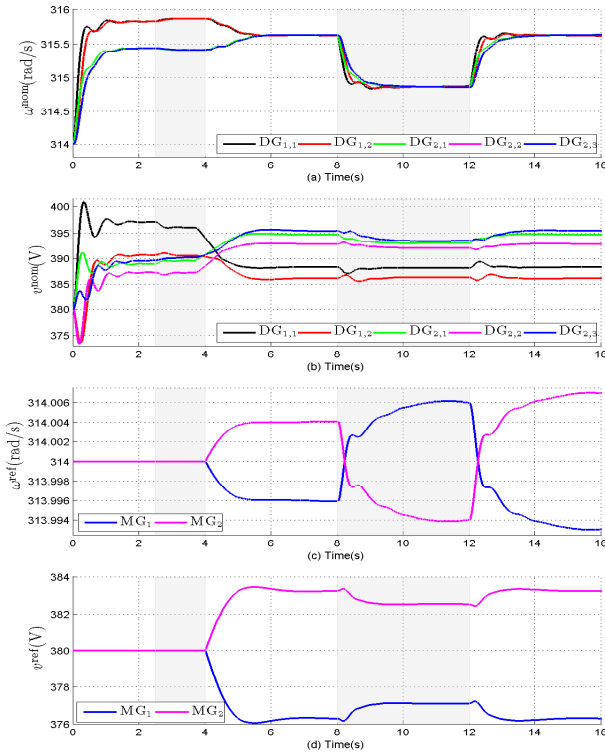 316
315.5
315
314.5
314
ω^nom(rad/s)
0 2 4 6 8 10 12 14 16
DG₁,₁ DG₁,₂ DG₂,₁ DG₂,₂ DG₂,₃
(a) Time(s)
400
395
390
385
380
375
v^nom(V)
0 2 4 6 8 10 12 14 16
DG₁,₁ DG₁,₂ DG₂,₁ DG₂,₂ DG₂,₃
(b) Time(s)
314.006
314.004
314.002
314
313.998
313.996
313.994
ω^ref(rad/s)
MG₁ MG₂
0 2 4 6 8 10 12 14 16
(c) Time(s)
384
382
380
378
376
v^ref(V)
MG₁ MG₂
0 2 4 6 8 10 12 14 16
(d) Time(s)